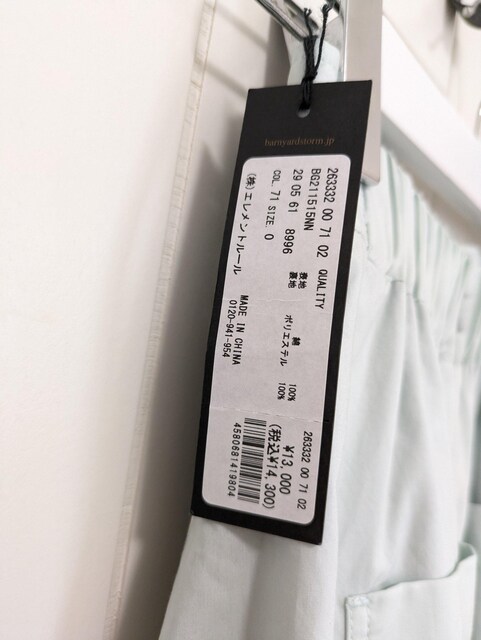 barnyardstorm.jp
263332 00 71 02 QUALITY
BG211515NN
29 05 61 8996 表地 綿 100%
裏地 ポリエステル 100%
COL. 71 SIZE. 0
(株)エレメントルール
MADE IN CHINA
0120-941-954
263332 00 71 02
¥13,000
(税込¥14,300)
4580681419804